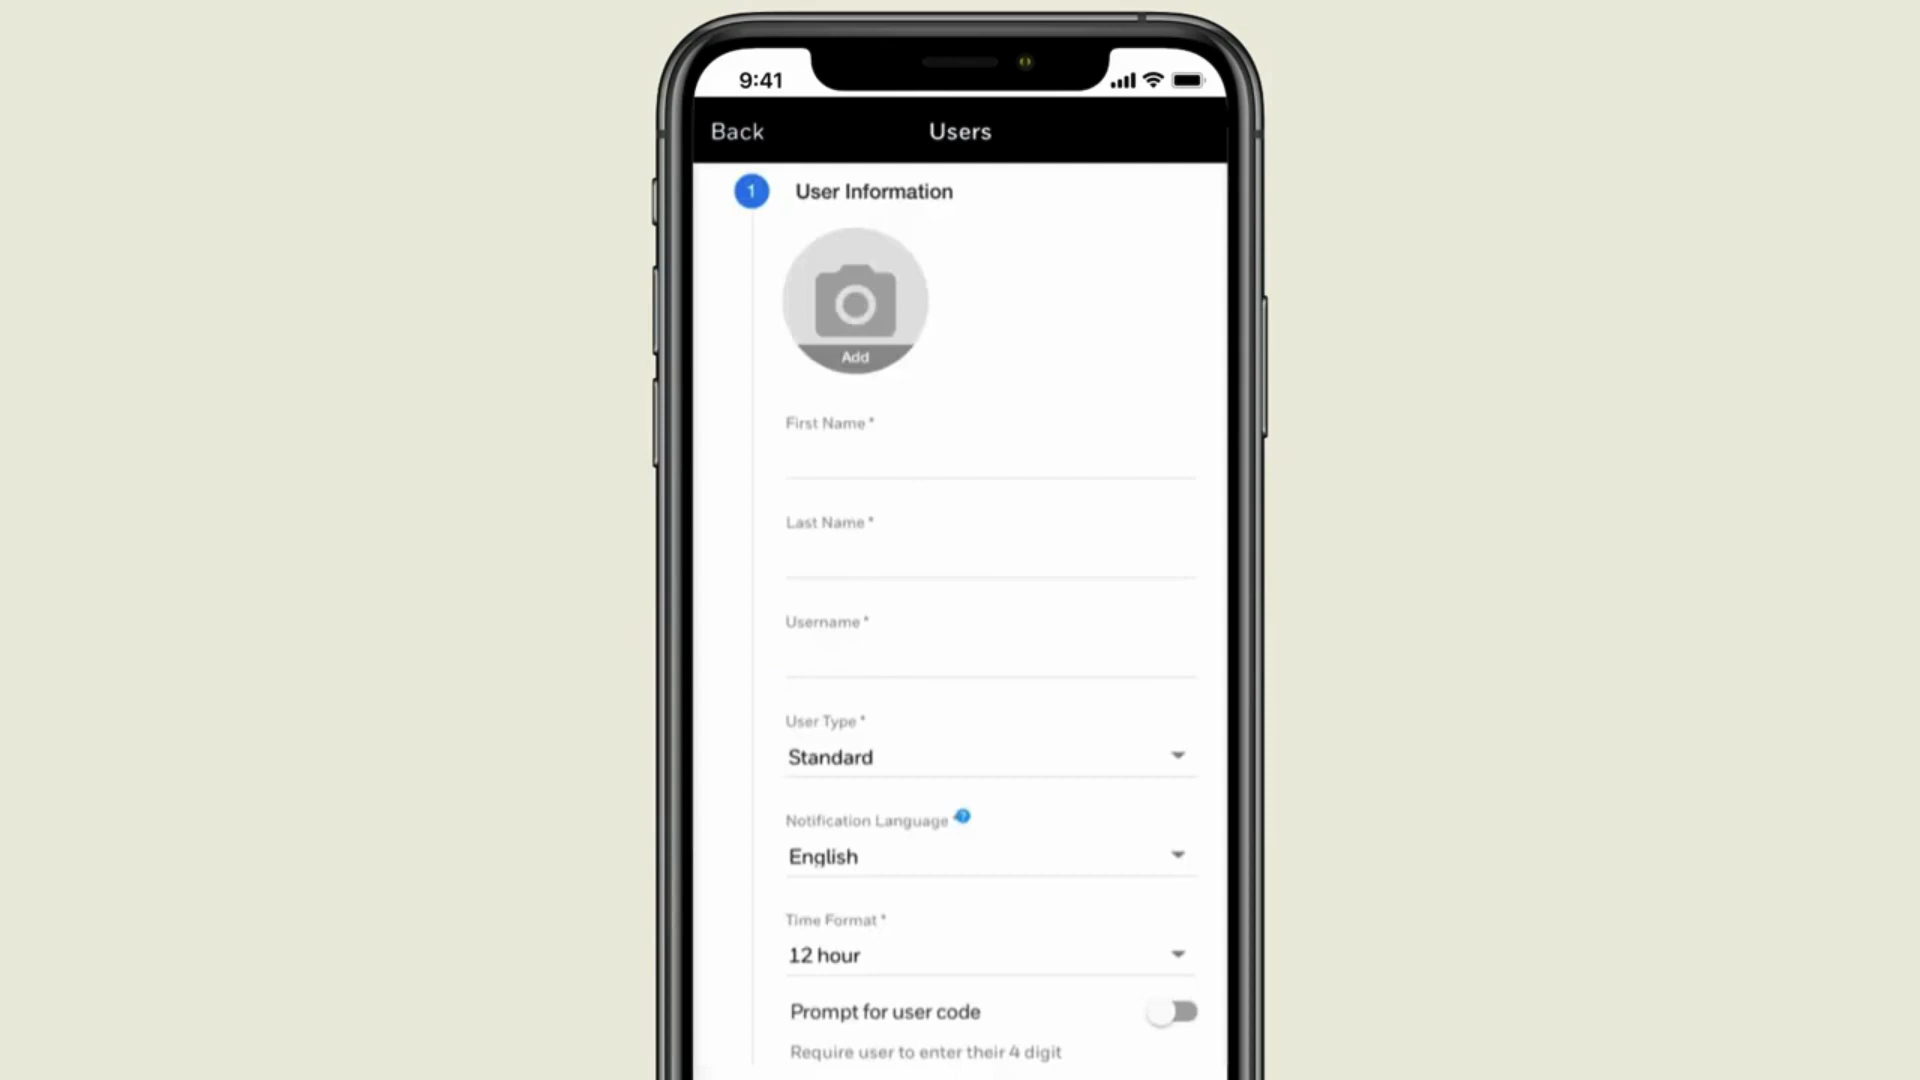 9:41
Back
Users
1
User Information
Add
First Name *
Last Name *
Username *
User Type *
Standard
Notification Language ?
English
Time Format *
12 hour
Prompt for user code
Require user to enter their 4 digit